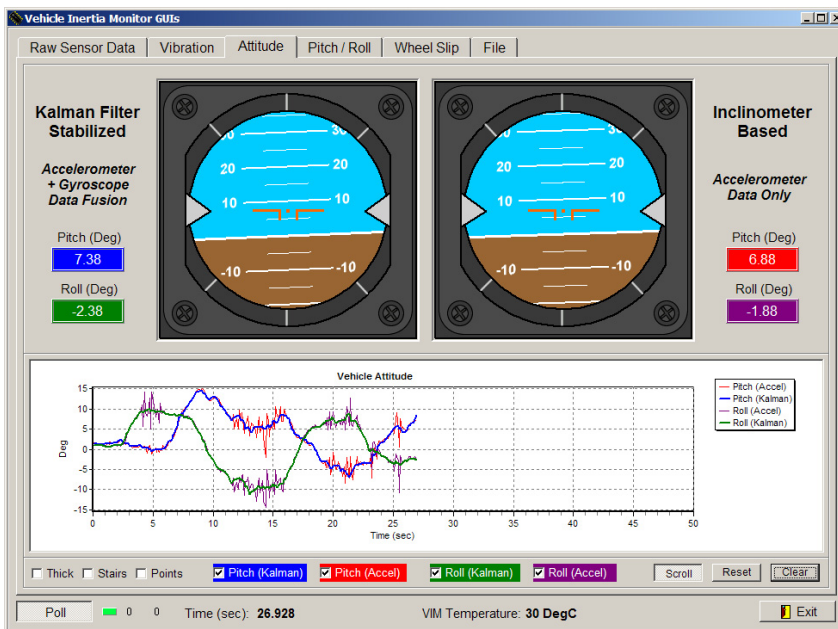 Vehicle Inertia Monitor GUIs
Raw Sensor Data Vibration Attitude Pitch / Roll Wheel Slip File
Kalman Filter
Stabilized
Accelerometer
+ Gyroscope
Data Fusion
Pitch (Deg)
7.38
Roll (Deg)
-2.38
30 30
20 20
10 10
-10 -10
30 30
20 20
10 10
-10 -10
Inclinometer
Based
Accelerometer
Data Only
Pitch (Deg)
6.88
Roll (Deg)
-1.88
Vehicle Attitude
Deg
15
10
5
0
-5
-10
-15
0 5 10 15 20 25 30 35 40 45 50
Time (sec)
Pitch (Accel)
Pitch (Kalman)
Roll (Accel)
Roll (Kalman)
Thick Stairs Points Pitch (Kalman) Pitch (Accel) Roll (Kalman) Roll (Accel) Scroll Reset Clear
Poll 0 0 Time (sec): 26.928 VIM Temperature: 30 DegC Exit